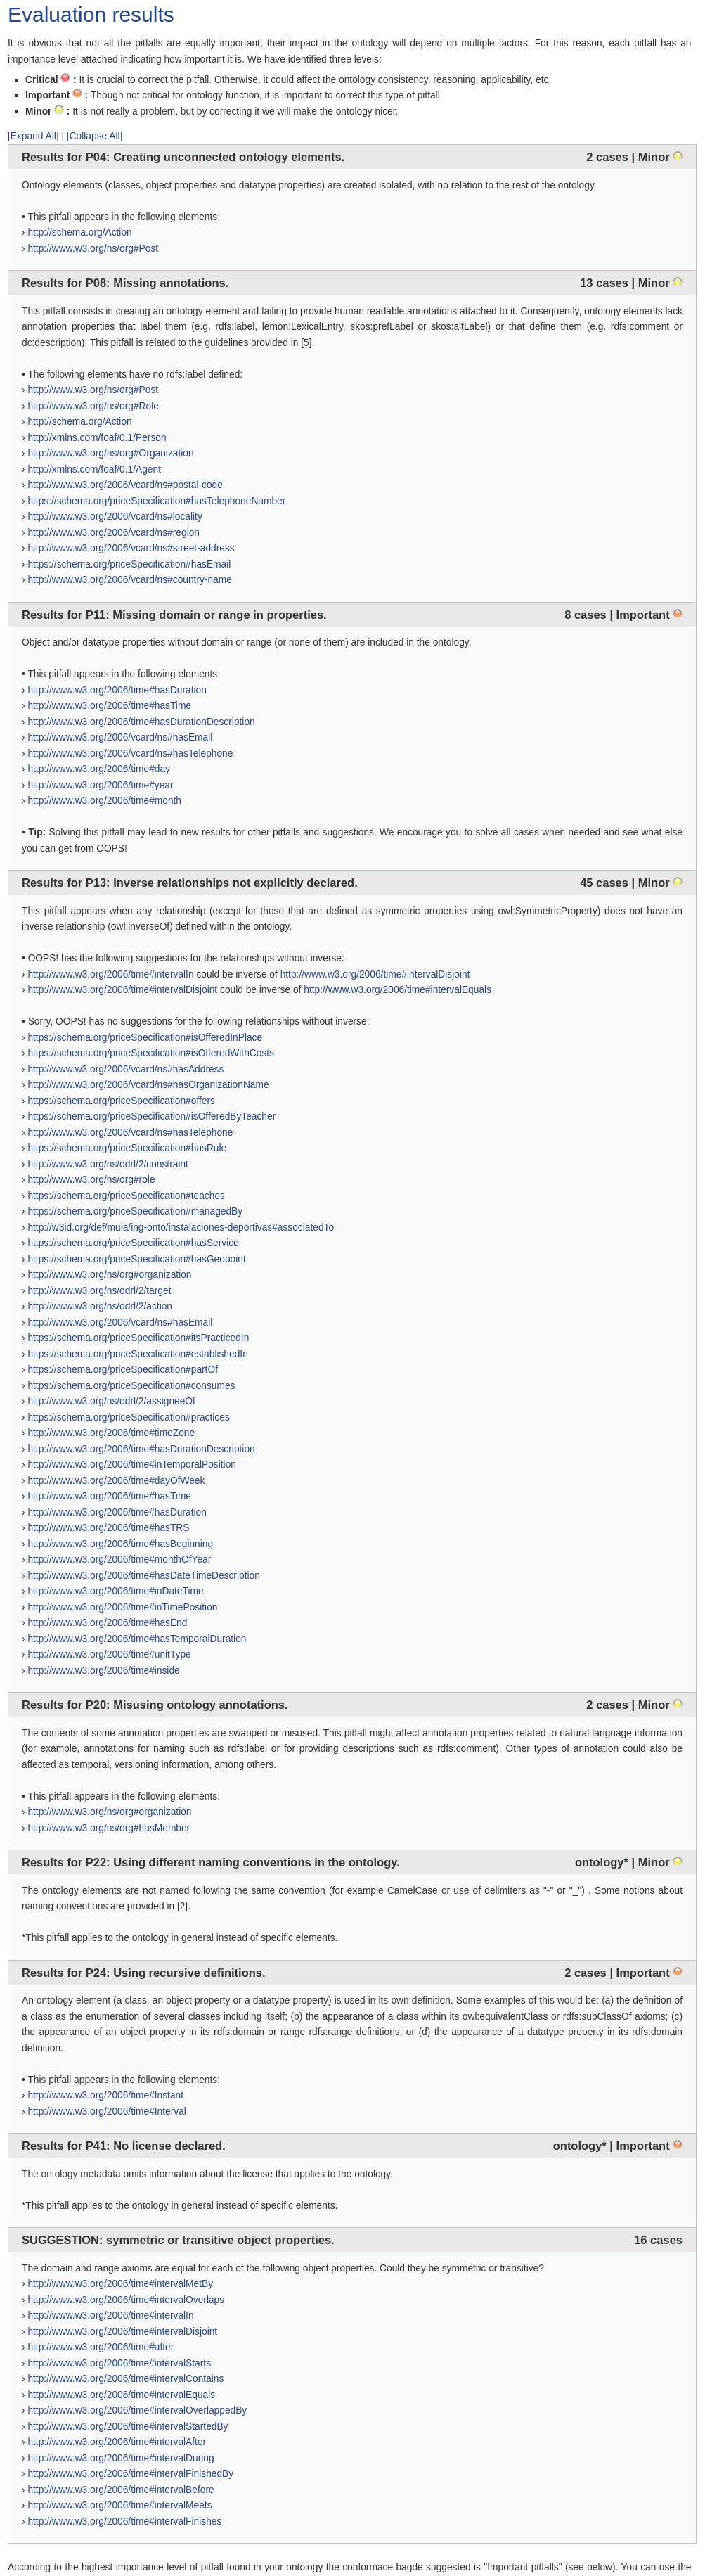 Evaluation results
It is obvious that not all the pitfalls are equally important; their impact in the ontology will depend on multiple factors. For this reason, each pitfall has an
importance level attached indicating how important it is. We have identified three levels:
Critical : It is crucial to correct the pitfall. Otherwise, it could affect the ontology consistency, reasoning, applicability, etc.
Important : Though not critical for ontology function, it is important to correct this type of pitfall.
Minor : It is not really a problem, but by correcting it we will make the ontology nicer.
[Expand All] | [Collapse All]
Results for P04: Creating unconnected ontology elements. 2 cases | Minor
Ontology elements (classes, object properties and datatype properties) are created isolated, with no relation to the rest of the ontology.
• This pitfall appears in the following elements:
› http://schema.org/Action
› http://www.w3.org/ns/org#Post
Results for P08: Missing annotations. 13 cases | Minor
This pitfall consists in creating an ontology element and failing to provide human readable annotations attached to it. Consequently, ontology elements lack
annotation properties that label them (e.g. rdfs:label, lemon:LexicalEntry, skos:prefLabel or skos:altLabel) or that define them (e.g. rdfs:comment or
dc:description). This pitfall is related to the guidelines provided in [5].
• The following elements have no rdfs:label defined:
› http://www.w3.org/ns/org#Post
› http://www.w3.org/ns/org#Role
› http://schema.org/Action
› http://xmlns.com/foaf/0.1/Person
› http://www.w3.org/ns/org#Organization
› http://xmlns.com/foaf/0.1/Agent
› http://www.w3.org/2006/vcard/ns#postal-code
› https://schema.org/priceSpecification#hasTelephoneNumber
› http://www.w3.org/2006/vcard/ns#locality
› http://www.w3.org/2006/vcard/ns#region
› http://www.w3.org/2006/vcard/ns#street-address
› https://schema.org/priceSpecification#hasEmail
› http://www.w3.org/2006/vcard/ns#country-name
Results for P11: Missing domain or range in properties. 8 cases | Important
Object and/or datatype properties without domain or range (or none of them) are included in the ontology.
• This pitfall appears in the following elements:
› http://www.w3.org/2006/time#hasDuration
› http://www.w3.org/2006/time#hasTime
› http://www.w3.org/2006/time#hasDurationDescription
› http://www.w3.org/2006/vcard/ns#hasEmail
› http://www.w3.org/2006/vcard/ns#hasTelephone
› http://www.w3.org/2006/time#day
› http://www.w3.org/2006/time#year
› http://www.w3.org/2006/time#month
• Tip: Solving this pitfall may lead to new results for other pitfalls and suggestions. We encourage you to solve all cases when needed and see what else
you can get from OOPS!
Results for P13: Inverse relationships not explicitly declared. 45 cases | Minor
This pitfall appears when any relationship (except for those that are defined as symmetric properties using owl:SymmetricProperty) does not have an
inverse relationship (owl:inverseOf) defined within the ontology.
• OOPS! has the following suggestions for the relationships without inverse:
› http://www.w3.org/2006/time#intervalIn could be inverse of http://www.w3.org/2006/time#intervalDisjoint
› http://www.w3.org/2006/time#intervalDisjoint could be inverse of http://www.w3.org/2006/time#intervalEquals
• Sorry, OOPS! has no suggestions for the following relationships without inverse:
› https://schema.org/priceSpecification#isOfferedInPlace
› https://schema.org/priceSpecification#isOfferedWithCosts
› http://www.w3.org/2006/vcard/ns#hasAddress
› http://www.w3.org/2006/vcard/ns#hasOrganizationName
› https://schema.org/priceSpecification#offers
› https://schema.org/priceSpecification#isOfferedByTeacher
› http://www.w3.org/2006/vcard/ns#hasTelephone
› https://schema.org/priceSpecification#hasRule
› http://www.w3.org/ns/odrl/2/constraint
› http://www.w3.org/ns/org#role
› https://schema.org/priceSpecification#teaches
› https://schema.org/priceSpecification#managedBy
› http://w3id.org/def/muia/ing-onto/instalaciones-deportivas#associatedTo
› https://schema.org/priceSpecification#hasService
› https://schema.org/priceSpecification#hasGeopoint
› http://www.w3.org/ns/org#organization
› http://www.w3.org/ns/odrl/2/target
› http://www.w3.org/ns/odrl/2/action
› http://www.w3.org/2006/vcard/ns#hasEmail
› https://schema.org/priceSpecification#itsPracticedIn
› https://schema.org/priceSpecification#establishedIn
› https://schema.org/priceSpecification#partOf
› https://schema.org/priceSpecification#consumes
› http://www.w3.org/ns/odrl/2/assigneeOf
› https://schema.org/priceSpecification#practices
› http://www.w3.org/2006/time#timeZone
› http://www.w3.org/2006/time#hasDurationDescription
› http://www.w3.org/2006/time#inTemporalPosition
› http://www.w3.org/2006/time#dayOfWeek
› http://www.w3.org/2006/time#hasTime
› http://www.w3.org/2006/time#hasDuration
› http://www.w3.org/2006/time#hasTRS
› http://www.w3.org/2006/time#hasBeginning
› http://www.w3.org/2006/time#monthOfYear
› http://www.w3.org/2006/time#hasDateTimeDescription
› http://www.w3.org/2006/time#inDateTime
› http://www.w3.org/2006/time#inTimePosition
› http://www.w3.org/2006/time#hasEnd
› http://www.w3.org/2006/time#hasTemporalDuration
› http://www.w3.org/2006/time#unitType
› http://www.w3.org/2006/time#inside
Results for P20: Misusing ontology annotations. 2 cases | Minor
The contents of some annotation properties are swapped or misused. This pitfall might affect annotation properties related to natural language information
(for example, annotations for naming such as rdfs:label or for providing descriptions such as rdfs:comment). Other types of annotation could also be
affected as temporal, versioning information, among others.
• This pitfall appears in the following elements:
› http://www.w3.org/ns/org#organization
› http://www.w3.org/ns/org#hasMember
Results for P22: Using different naming conventions in the ontology. ontology* | Minor
The ontology elements are not named following the same convention (for example CamelCase or use of delimiters as "-" or "_") . Some notions about
naming conventions are provided in [2].
*This pitfall applies to the ontology in general instead of specific elements.
Results for P24: Using recursive definitions. 2 cases | Important
An ontology element (a class, an object property or a datatype property) is used in its own definition. Some examples of this would be: (a) the definition of
a class as the enumeration of several classes including itself; (b) the appearance of a class within its owl:equivalentClass or rdfs:subClassOf axioms; (c)
the appearance of an object property in its rdfs:domain or range rdfs:range definitions; or (d) the appearance of a datatype property in its rdfs:domain
definition.
• This pitfall appears in the following elements:
› http://www.w3.org/2006/time#Instant
› http://www.w3.org/2006/time#Interval
Results for P41: No license declared. ontology* | Important
The ontology metadata omits information about the license that applies to the ontology.
*This pitfall applies to the ontology in general instead of specific elements.
SUGGESTION: symmetric or transitive object properties. 16 cases
The domain and range axioms are equal for each of the following object properties. Could they be symmetric or transitive?
› http://www.w3.org/2006/time#intervalMetBy
› http://www.w3.org/2006/time#intervalOverlaps
› http://www.w3.org/2006/time#intervalIn
› http://www.w3.org/2006/time#intervalDisjoint
› http://www.w3.org/2006/time#after
› http://www.w3.org/2006/time#intervalStarts
› http://www.w3.org/2006/time#intervalContains
› http://www.w3.org/2006/time#intervalEquals
› http://www.w3.org/2006/time#intervalOverlappedBy
› http://www.w3.org/2006/time#intervalStartedBy
› http://www.w3.org/2006/time#intervalAfter
› http://www.w3.org/2006/time#intervalDuring
› http://www.w3.org/2006/time#intervalFinishedBy
› http://www.w3.org/2006/time#intervalBefore
› http://www.w3.org/2006/time#intervalMeets
› http://www.w3.org/2006/time#intervalFinishes
According to the highest importance level of pitfall found in your ontology the conformace bagde suggested is "Important pitfalls" (see below). You can use the